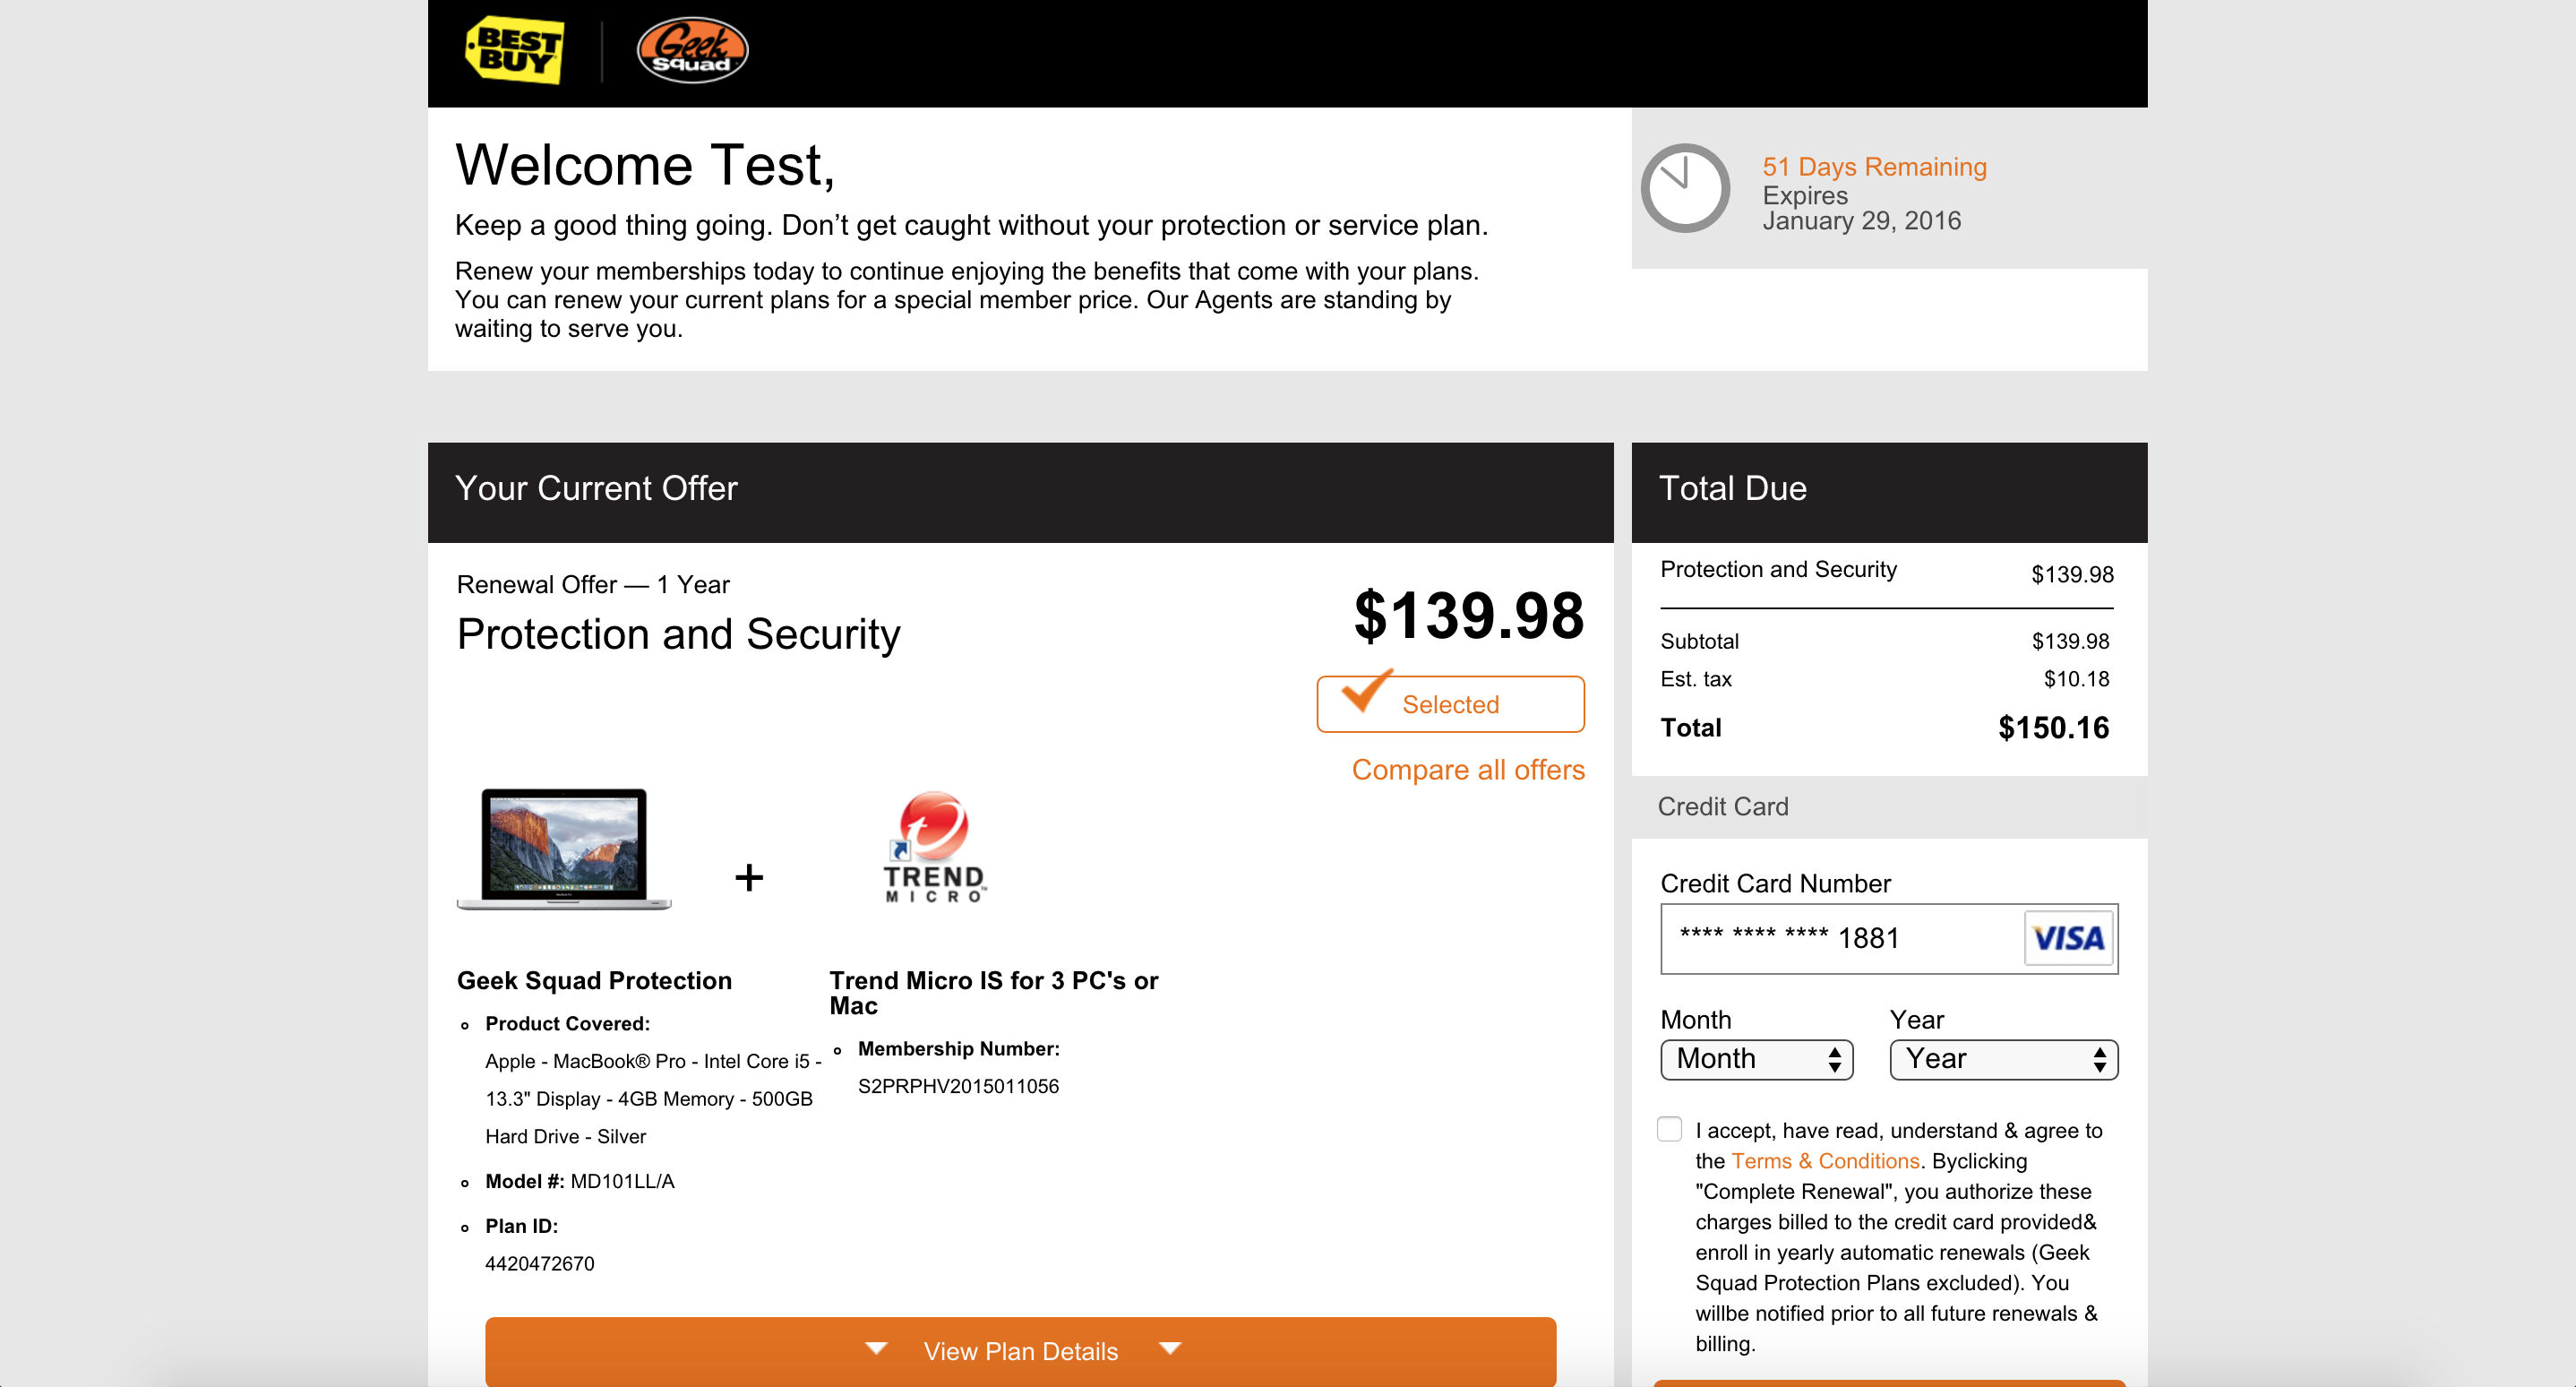 BEST
BUY
Geek
Squad
Welcome Test,
Keep a good thing going. Don’t get caught without your protection or service plan.
Renew your memberships today to continue enjoying the benefits that come with your plans.
You can renew your current plans for a special member price. Our Agents are standing by
waiting to serve you.
51 Days Remaining
Expires
January 29, 2016
Your Current Offer
Renewal Offer — 1 Year
Protection and Security
$139.98
Selected
Compare all offers
TREND
MICRO
Geek Squad Protection
Product Covered:
Apple - MacBook® Pro - Intel Core i5 -
13.3" Display - 4GB Memory - 500GB
Hard Drive - Silver
Model #: MD101LL/A
Plan ID:
4420472670
Trend Micro IS for 3 PC's or
Mac
Membership Number:
S2PRPHV2015011056
View Plan Details
Total Due
Protection and Security $139.98
Subtotal $139.98
Est. tax $10.18
Total $150.16
Credit Card
Credit Card Number
**** **** **** 1881 VISA
Month Year
Month Year
I accept, have read, understand & agree to
the Terms & Conditions. Byclicking
"Complete Renewal", you authorize these
charges billed to the credit card provided&
enroll in yearly automatic renewals (Geek
Squad Protection Plans excluded). You
willbe notified prior to all future renewals &
billing.